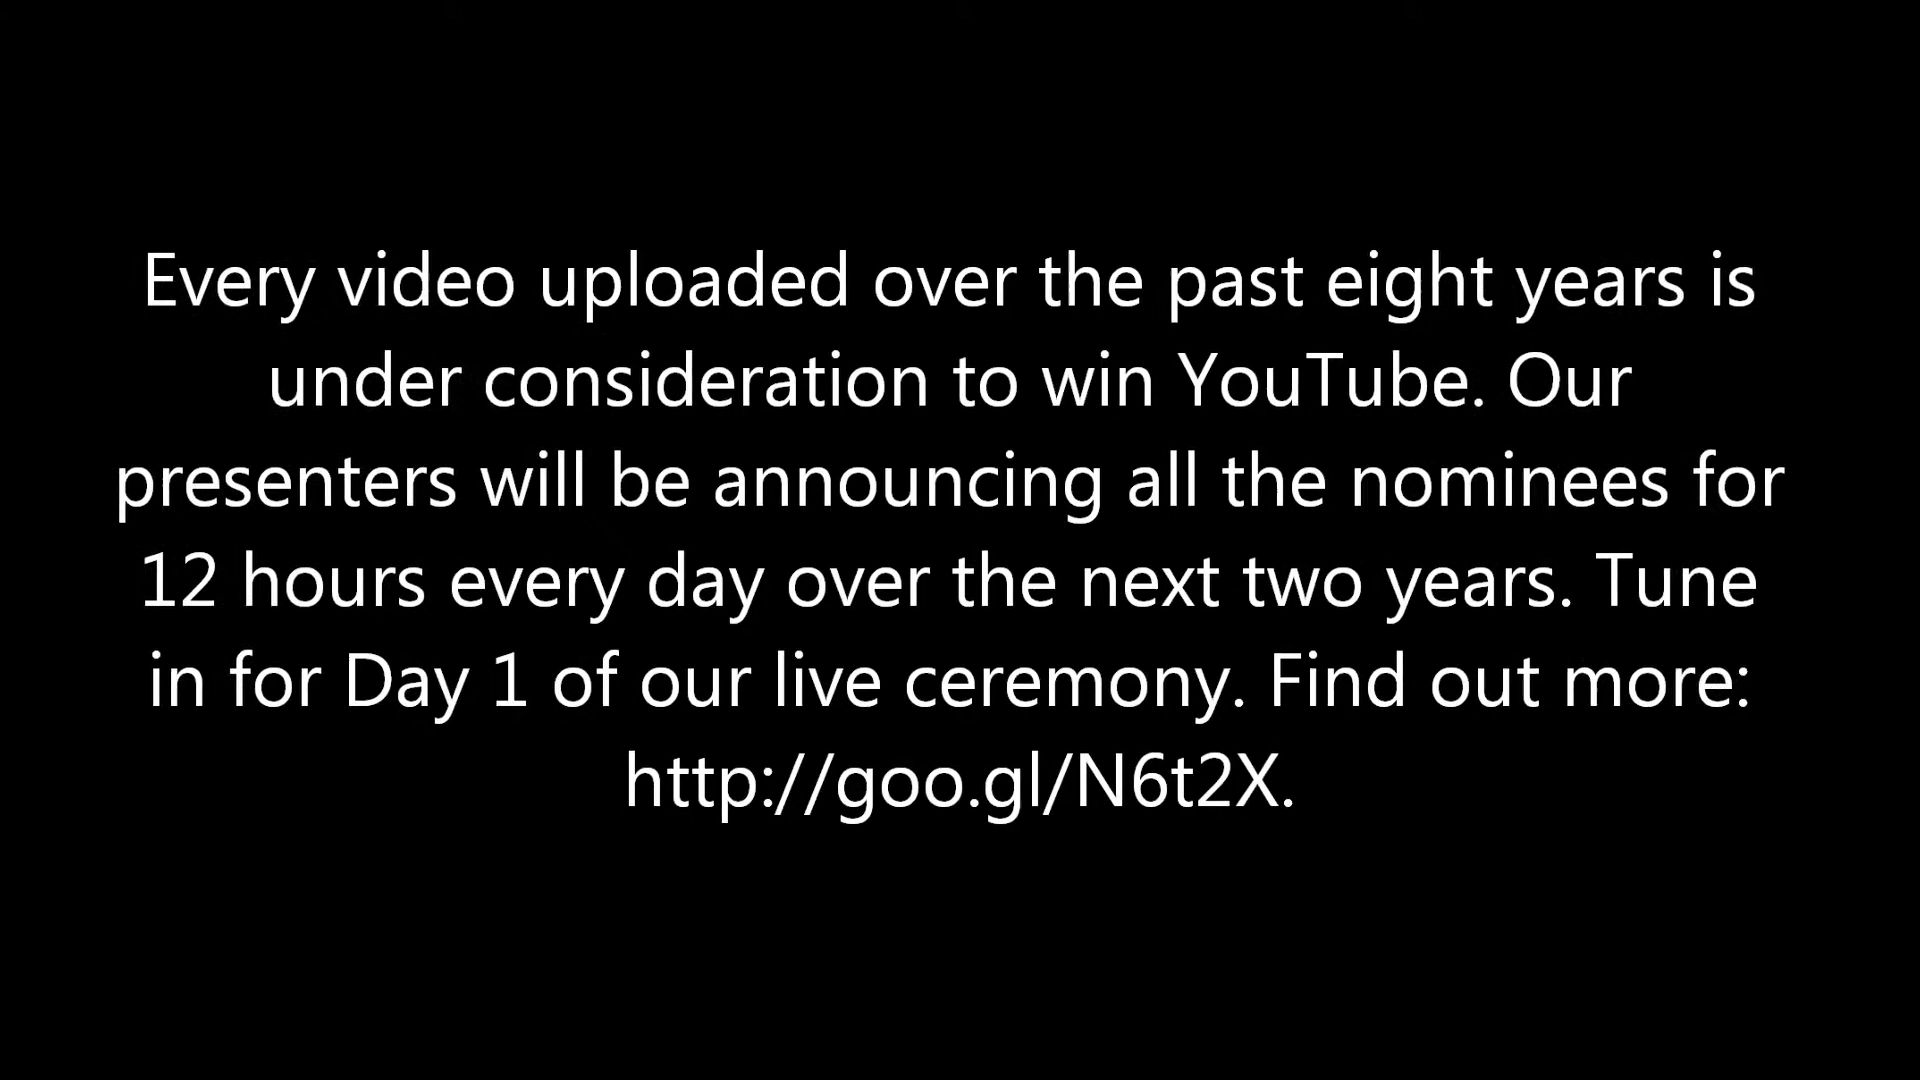 Every video uploaded over the past eight years is
under consideration to win YouTube. Our
presenters will be announcing all the nominees for
12 hours every day over the next two years. Tune
in for Day 1 of our live ceremony. Find out more:
http://goo.gl/N6t2X.